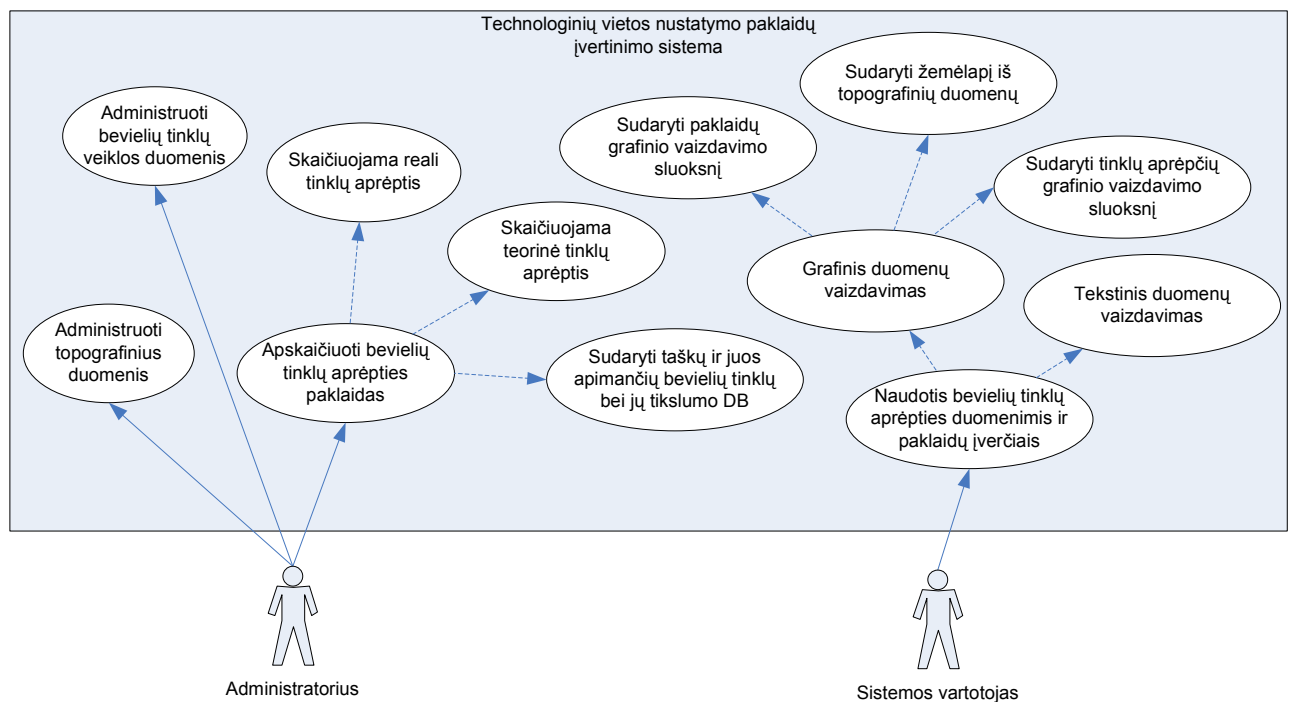 Technologinių vietos nustatymo paklaidų
įvertinimo sistema
Administruoti
bevielių tinklų
veiklos duomenis
Skaičiuojama reali
tinklų aprėptis
Skaičiuojama
teorinė tinklų
aprėptis
Administruoti
topografinius
duomenis
Apskaičiuoti bevielių
tinklų aprėpties
paklaidas
Sudaryti taškų ir juos
apimančių bevielių tinklų
bei jų tikslumo DB
Sudaryti paklaidų
grafinio vaizdavimo
sluoksnį
Sudaryti žemėlapį iš
topografinių duomenų
Sudaryti tinklų aprėpčių
grafinio vaizdavimo
sluoksnį
Grafinis duomenų
vaizdavimas
Tekstinis duomenų
vaizdavimas
Naudotis bevielių tinklų
aprėpties duomenimis ir
paklaidų įverčiais
Administratorius
Sistemos vartotojas